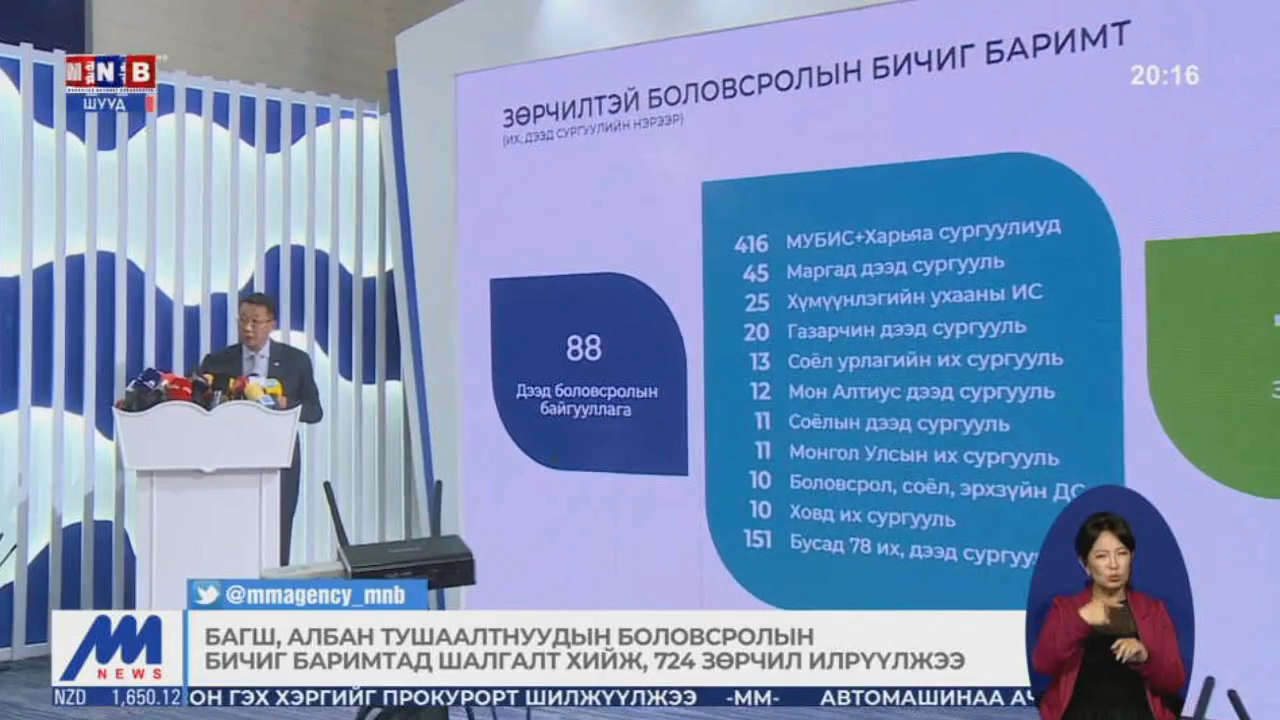 MNB
ШУУД
20:16
ЗӨРЧИЛТЭЙ БОЛОВСРОЛЫН БИЧИГ БАРИМТ
(ИХ, ДЭЭД СУРГУУЛИЙН НЭРЭЭР)
88
Дээд боловсролын
байгууллага
416 МУБИС+Харьяа сургуулиуд
45 Маргад дээд сургууль
25 Хүмүүнлэгийн ухааны ИС
20 Газарчин дээд сургууль
13 Соёл урлагийн их сургууль
12 Мон Алтиус дээд сургууль
11 Соёлын дээд сургууль
11 Монгол Улсын их сургууль
10 Боловсрол, соёл, эрхзүйн ДС
10 Ховд их сургууль
151 Бусад 78 их, дээд
@mmagency_mnb
ММ
NEWS
БАГШ, АЛБАН ТУШААЛТНУУДЫН БОЛОВСРОЛЫН
БИЧИГ БАРИМТАД ШАЛГАЛТ ХИЙЖ, 724 ЗӨРЧИЛ ИЛРҮҮЛЖЭЭ
NZD 1,650.12 ОН ГЭХ ХЭРГИЙГ ПРОКУРОРТ ШИЛЖҮҮЛЖЭЭ -ММ- АВТОМАШИНАА